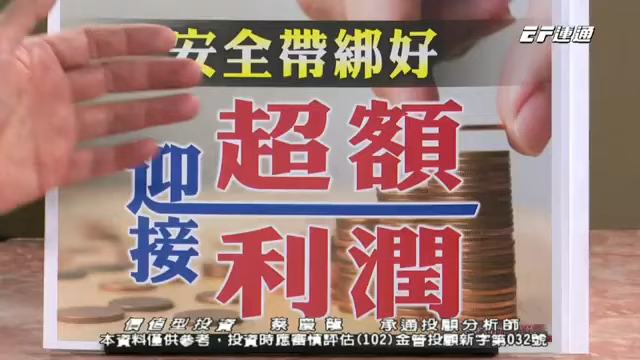 EF連通
安全帶綁好
迎接
超額
利潤
價值型投資 蔡慶龍 承通投顧分析師
本資料僅供參考，投資時應審慎評估(102)金管投顧新字第032號